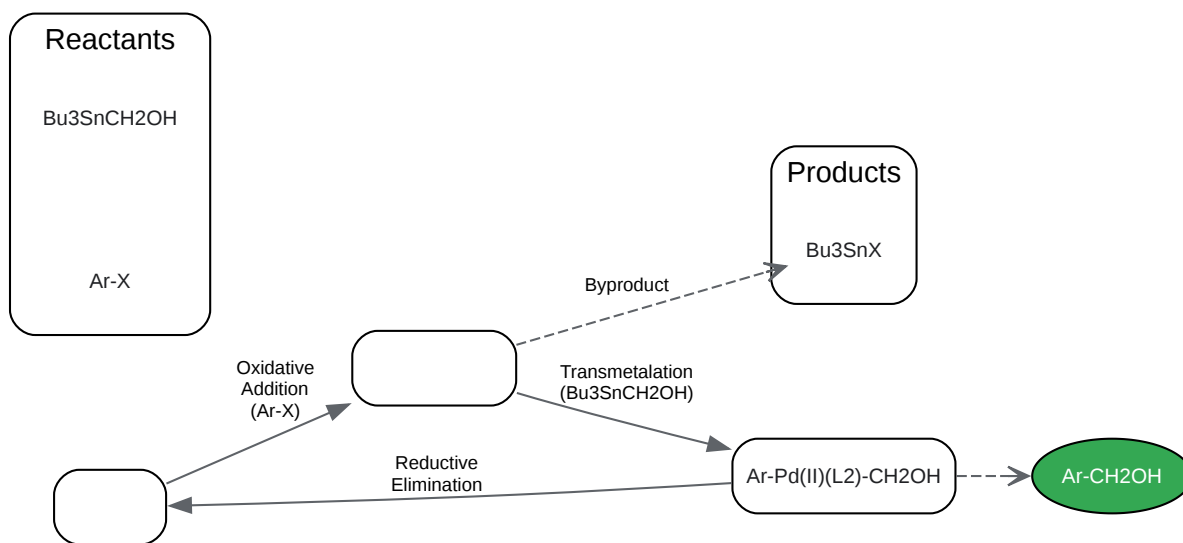 Reactants
Bu3SnCH2OH
Ar-X
Products
Bu3SnX
Byproduct
Oxidative
Addition
(Ar-X)
Transmetalation
(Bu3SnCH2OH)
Reductive
Elimination
Ar-Pd(II)(L2)-CH2OH
Ar-CH2OH